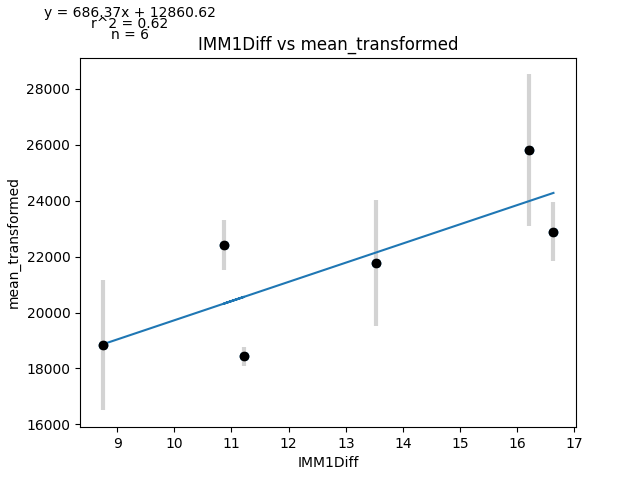 y = 686.37x + 12860.62
r^2 = 0.62
n = 6
IMM1Diff vs mean_transformed
28000
26000
24000
22000
20000
18000
16000
mean_transformed
9 10 11 12 13 14 15 16 17
IMM1Diff